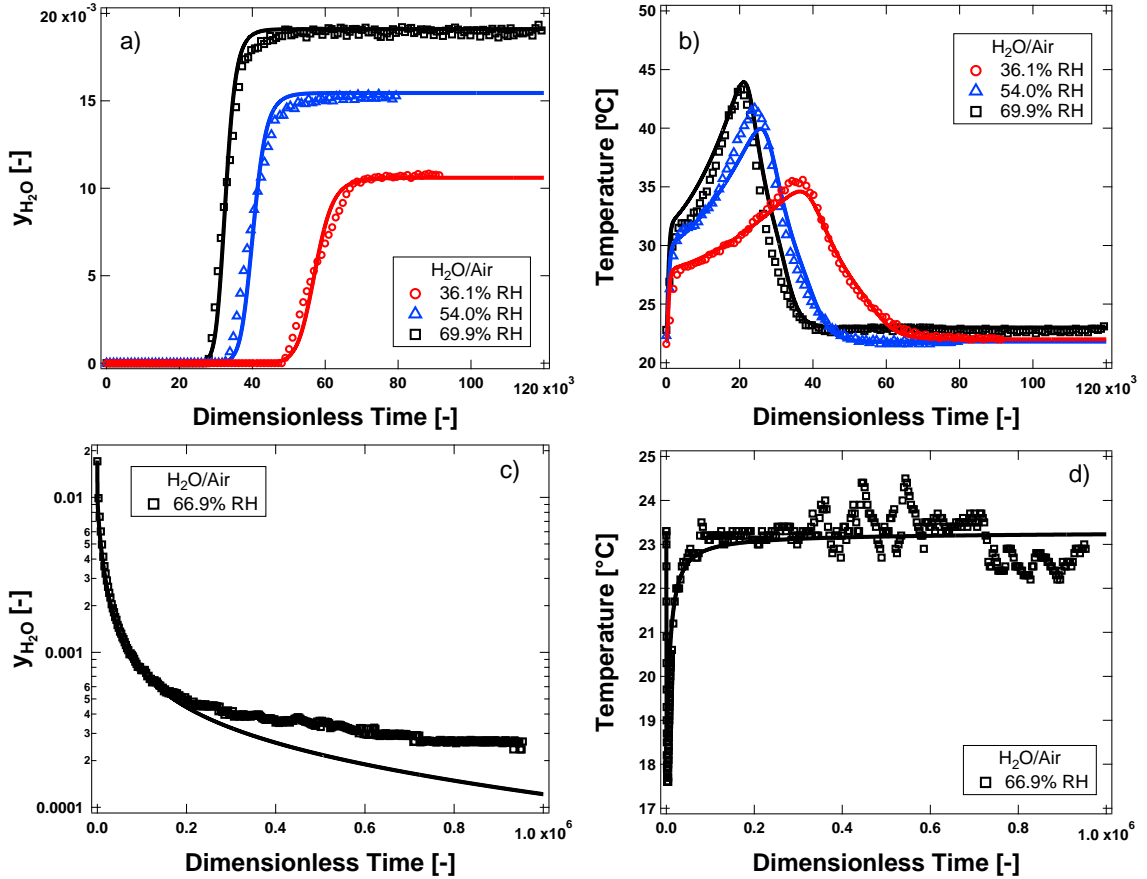 20 x10⁻³
15
10
5
0
y_H₂O [-]
a)
H₂O/Air
36.1% RH
54.0% RH
69.9% RH
0 20 40 60 80 100 120 x10³
Dimensionless Time [-]
50
45
40
35
30
25
20
Temperature [ºC]
b)
H₂O/Air
36.1% RH
54.0% RH
69.9% RH
0 20 40 60 80 100 120 x10³
Dimensionless Time [-]
2
0.01
8
6
5
4
3
2
0.001
8
6
5
4
3
2
0.0001
y_H₂O [-]
c)
H₂O/Air
66.9% RH
0.0 0.2 0.4 0.6 0.8 1.0 x10⁶
Dimensionless Time [-]
25
24
23
22
21
20
19
18
17
Temperature [°C]
d)
H₂O/Air
66.9% RH
0.0 0.2 0.4 0.6 0.8 1.0 x10⁶
Dimensionless Time [-]